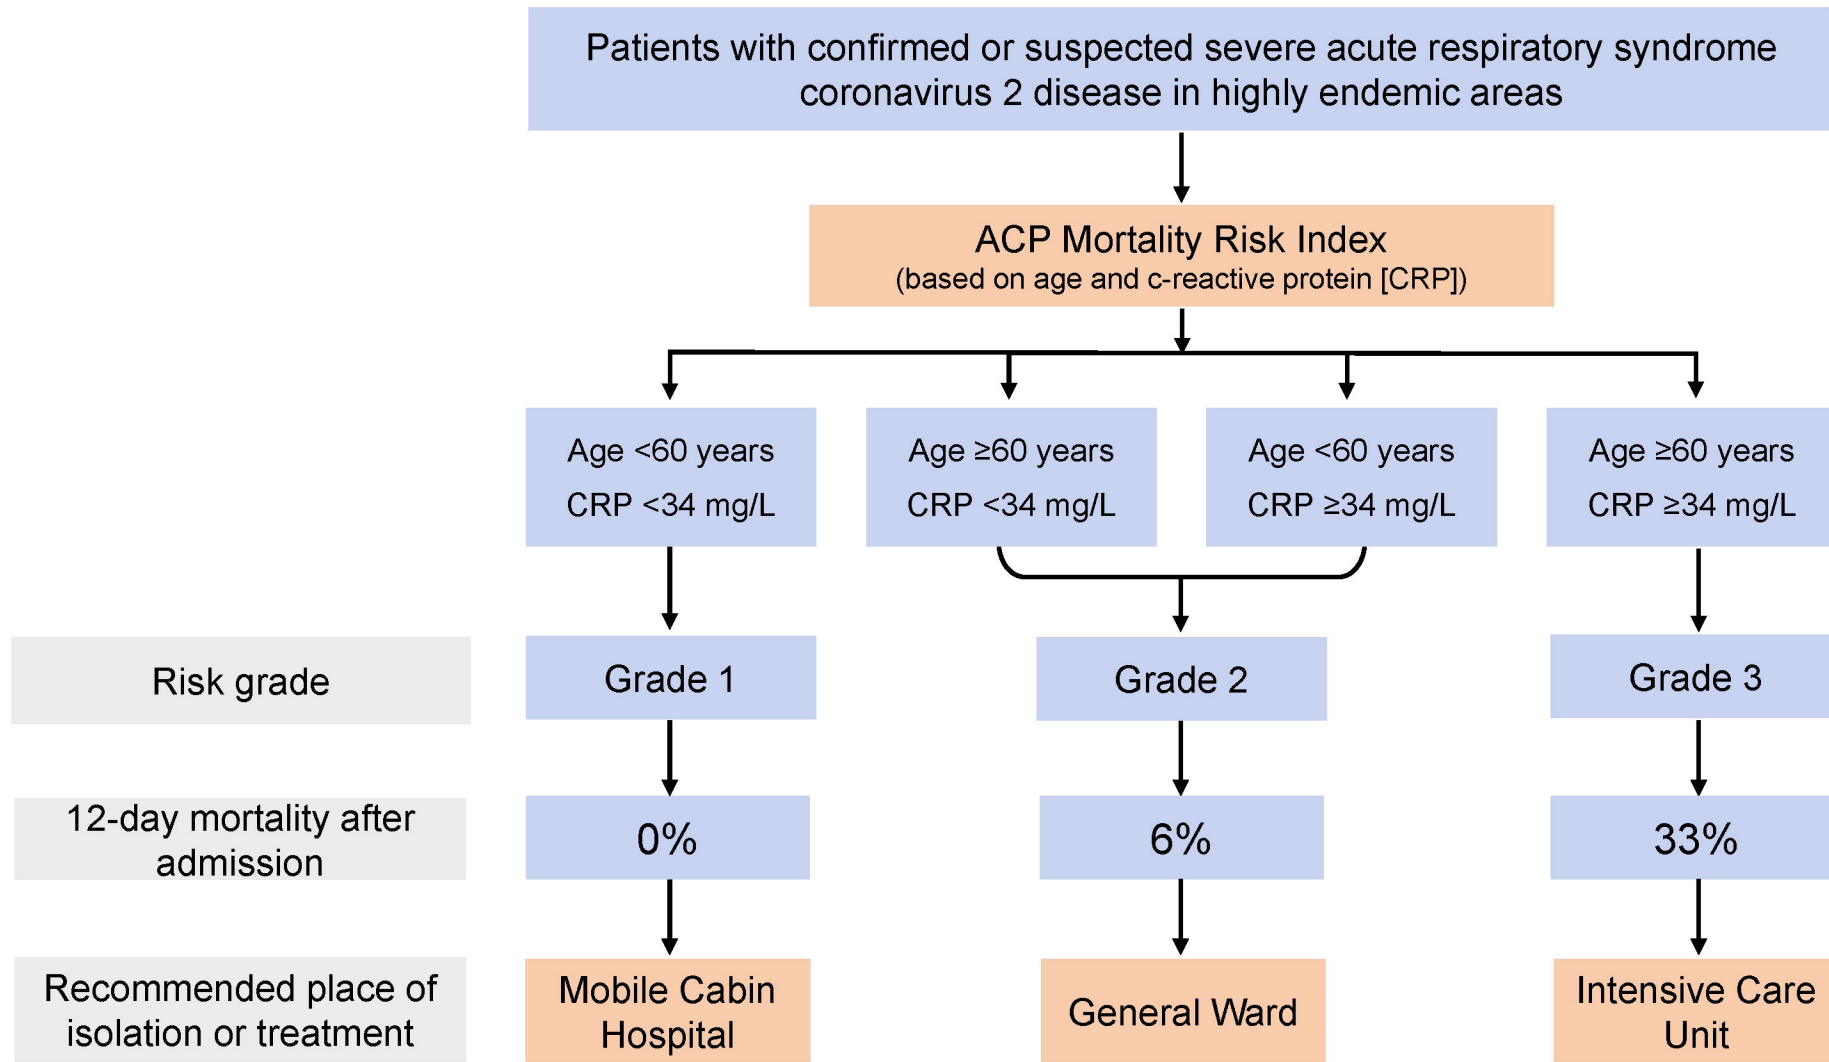 Patients with confirmed or suspected severe acute respiratory syndrome
coronavirus 2 disease in highly endemic areas
ACP Mortality Risk Index
(based on age and c-reactive protein [CRP])
Age <60 years
CRP <34 mg/L
Age ≥60 years
CRP <34 mg/L
Age <60 years
CRP ≥34 mg/L
Age ≥60 years
CRP ≥34 mg/L
Risk grade
Grade 1
Grade 2
Grade 3
12-day mortality after
admission
0%
6%
33%
Recommended place of
isolation or treatment
Mobile Cabin
Hospital
General Ward
Intensive Care
Unit